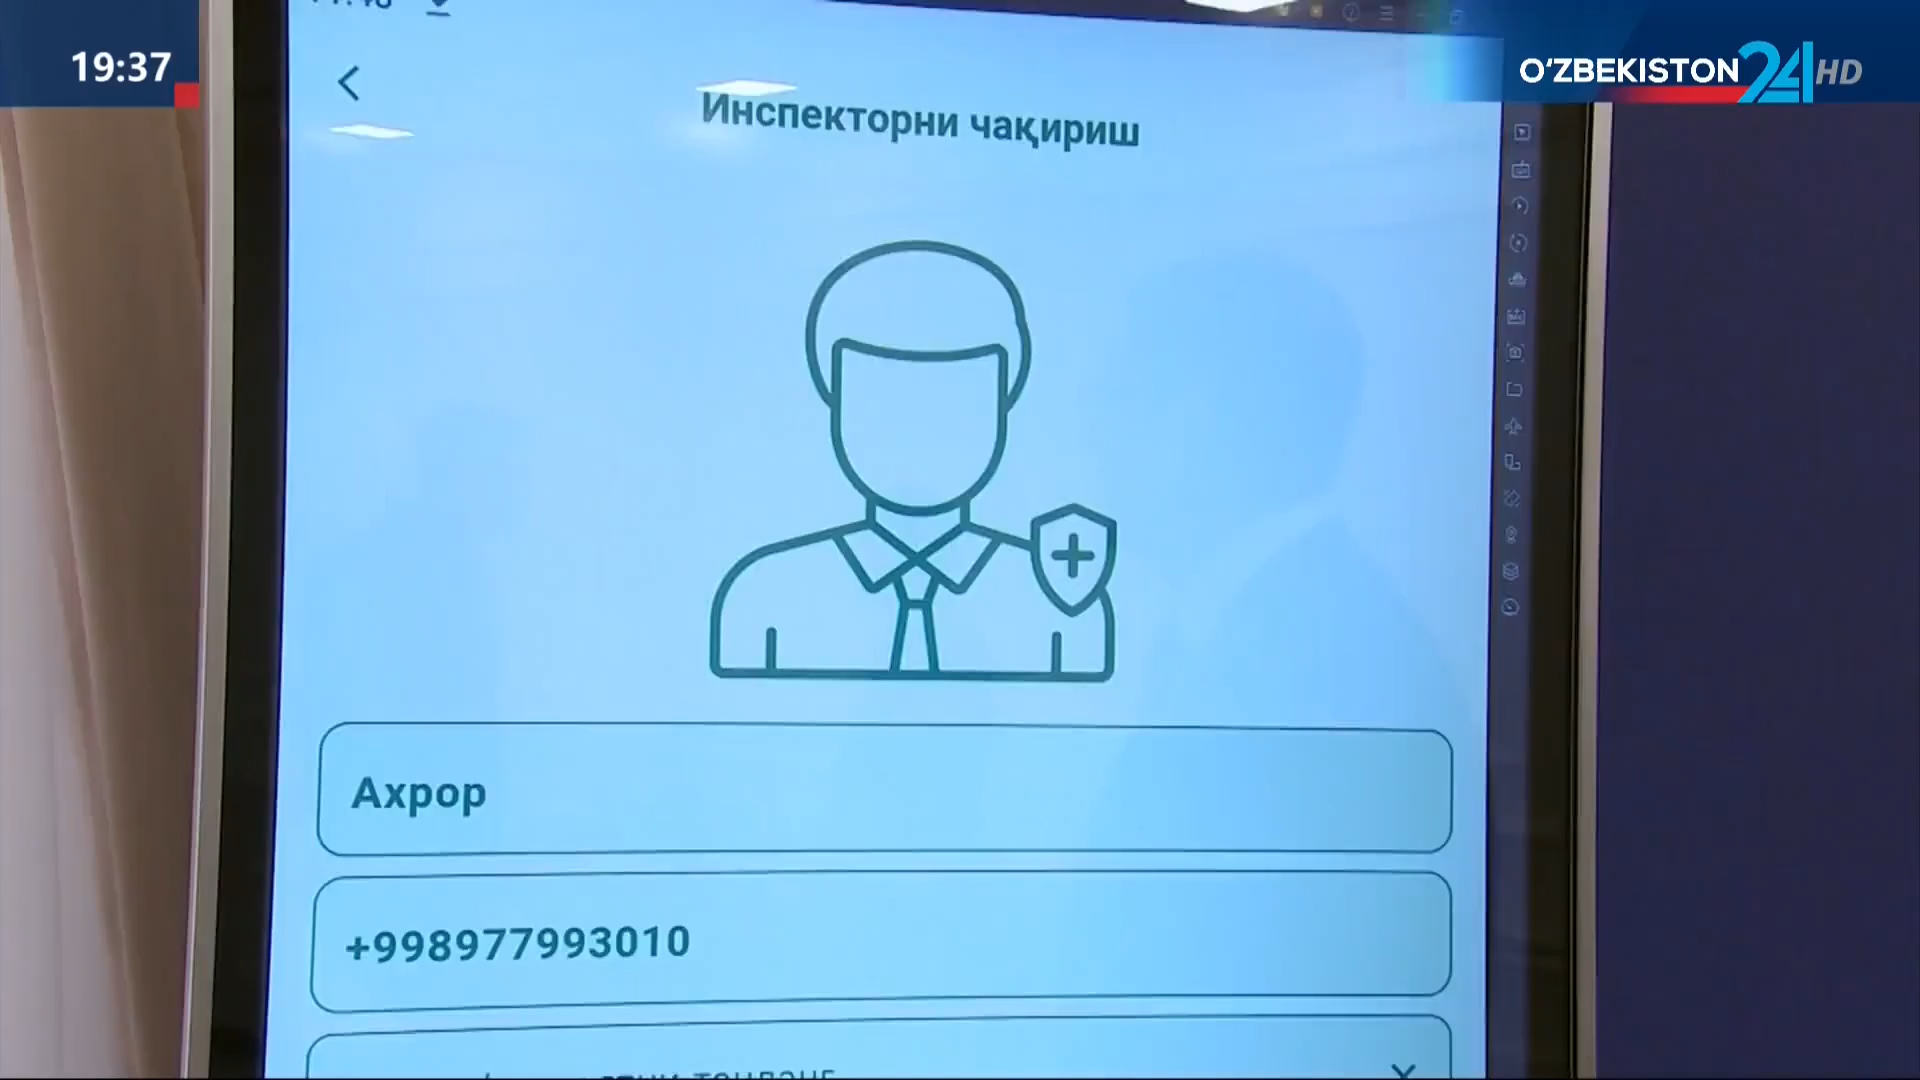 19:37
O‘ZBEKISTON 24 HD
Инспекторни чақириш
Ахрор
+998977993010